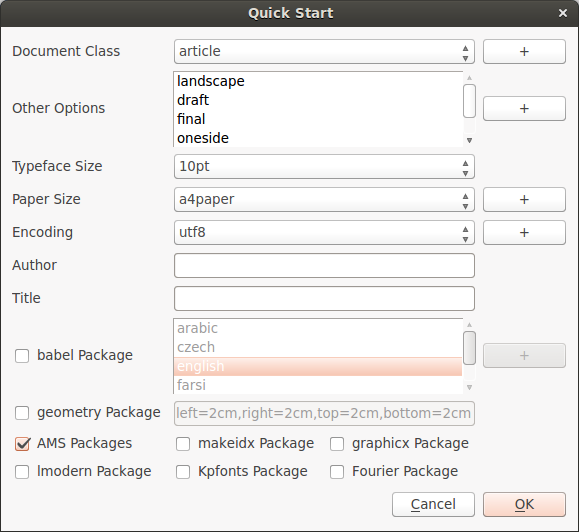 Quick Start
Document Class article +
Other Options +
landscape
draft
final
oneside
Typeface Size 10pt
Paper Size a4paper +
Encoding utf8 +
Author
Title
babel Package +
arabic
czech
english
farsi
geometry Package left=2cm,right=2cm,top=2cm,bottom=2cm
AMS Packages makeidx Package graphicx Package
lmodern Package Kpfonts Package Fourier Package
Cancel OK